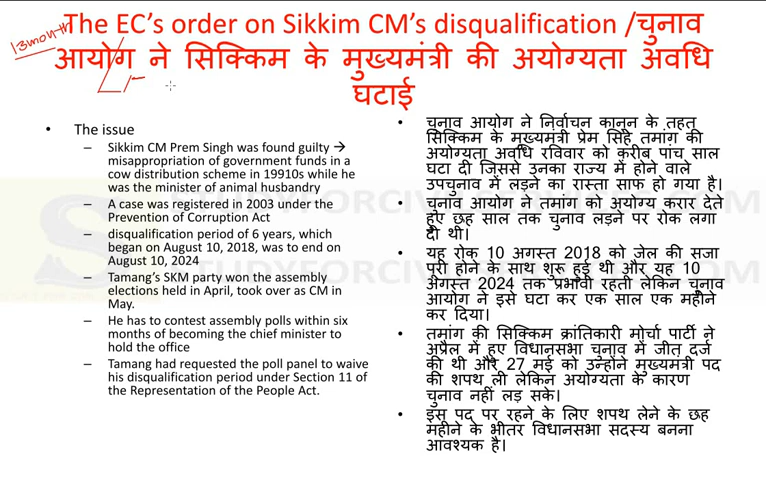 The EC's order on Sikkim CM's disqualification /चुनाव
आयोग ने सिक्किम के मुख्यमंत्री की अयोग्यता अवधि
घटाई
13month
• The issue
– Sikkim CM Prem Singh was found guilty →
misappropriation of government funds in a
cow distribution scheme in 19910s while he
was the minister of animal husbandry
– A case was registered in 2003 under the
Prevention of Corruption Act
– disqualification period of 6 years, which
began on August 10, 2018, was to end on
August 10, 2024
– Tamang's SKM party won the assembly
elections held in April, took over as CM in
May.
– He has to contest assembly polls within six
months of becoming the chief minister to
hold the office
– Tamang had requested the poll panel to waive
his disqualification period under Section 11 of
the Representation of the People Act.
• चुनाव आयोग ने निर्वाचन कानून के तहत
सिक्किम के मुख्यमंत्री प्रेम सिंह तमांग की
अयोग्यता अवधि रविवार को करीब पांच साल
घटा दी जिससे उनका राज्य में होने वाले
उपचुनाव में लड़ने का रास्ता साफ हो गया है।
• चुनाव आयोग ने तमांग को अयोग्य करार देते
हुए छह साल तक चुनाव लड़ने पर रोक लगा
दी थी।
• यह रोक 10 अगस्त 2018 को जेल की सजा
पूरी होने के साथ शुरू हुई थी और यह 10
अगस्त 2024 तक प्रभावी रहती लेकिन चुनाव
आयोग ने इसे घटा कर एक साल एक महीने
कर दिया।
• तमांग की सिक्किम क्रांतिकारी मोर्चा पार्टी ने
अप्रैल में हुए विधानसभा चुनाव में जीत दर्ज
की थी और 27 मई को उन्होंने मुख्यमंत्री पद
की शपथ ली लेकिन अयोग्यता के कारण
चुनाव नहीं लड़ सके।
• इस पद पर रहने के लिए शपथ लेने के छह
महीने के भीतर विधानसभा सदस्य बनना
आवश्यक है।